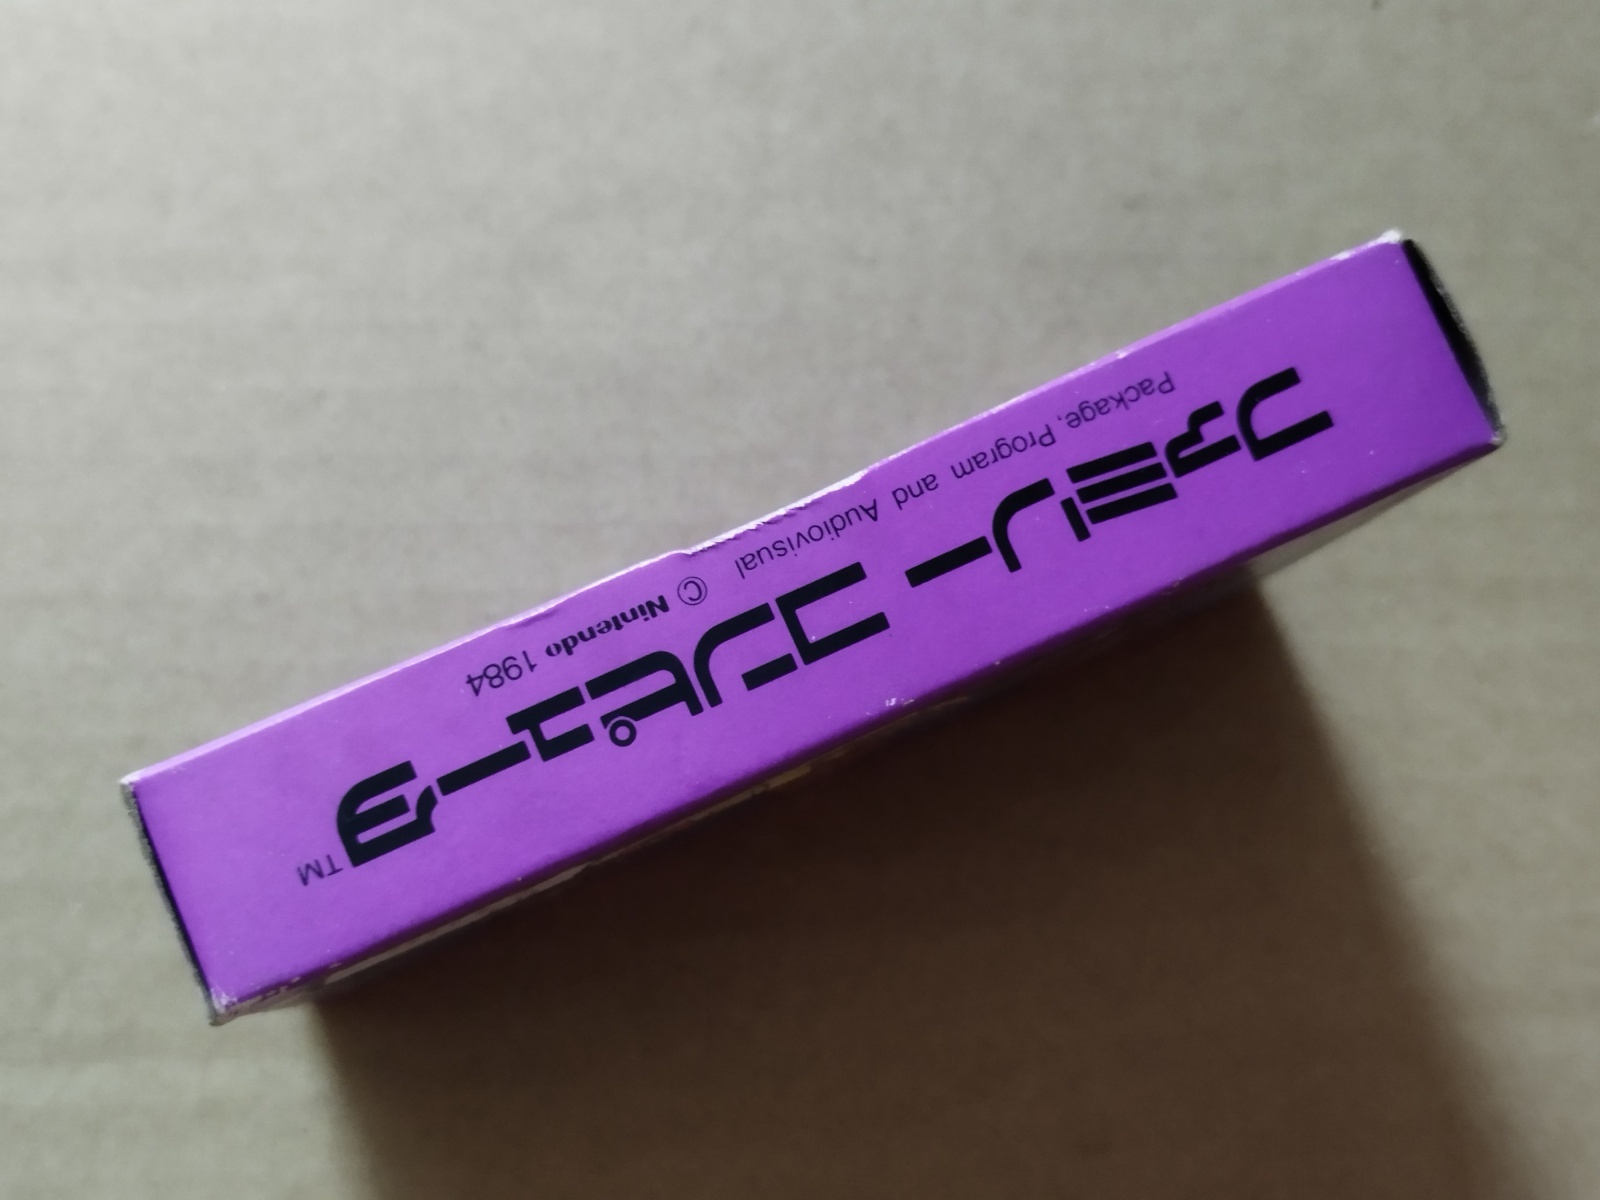 ファミリー コンピュータ™
Package, Program and Audiovisual © Nintendo 1984